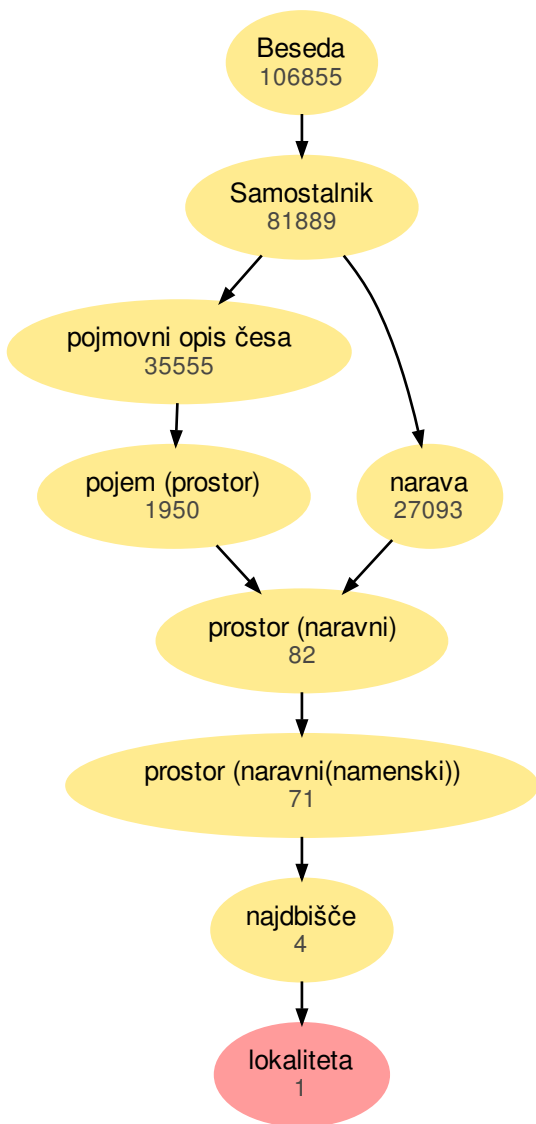 Beseda
106855
Samostalnik
81889
pojmovni opis česa
35555
pojem (prostor)
1950
narava
27093
prostor (naravni)
82
prostor (naravni(namenski))
71
najdbišče
4
lokaliteta
1